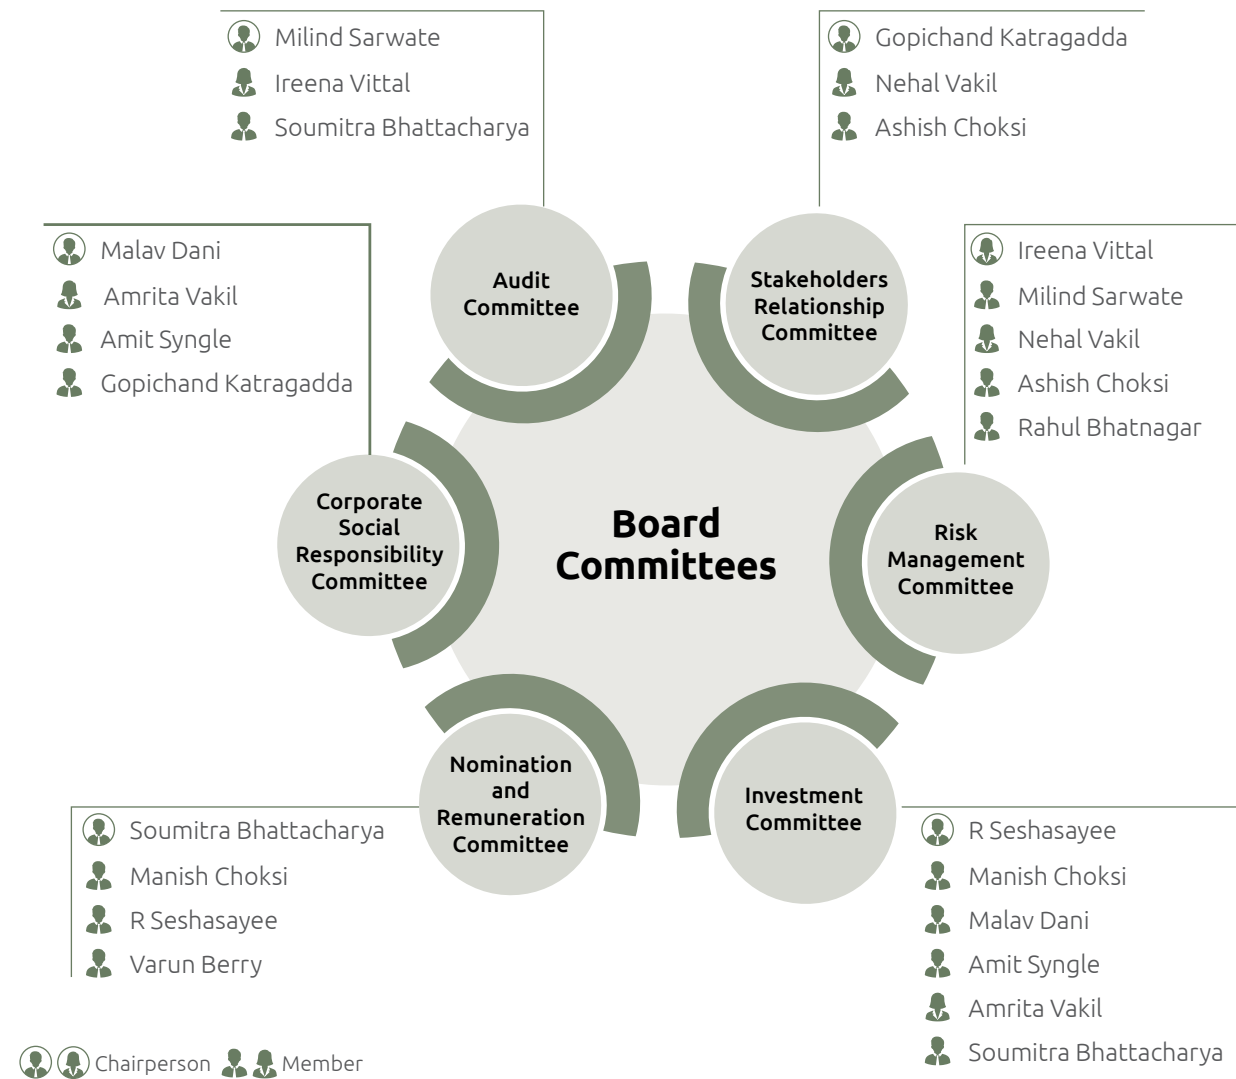 Milind Sarwate
Ireena Vittal
Soumitra Bhattacharya
Gopichand Katragadda
Nehal Vakil
Ashish Choksi
Malav Dani
Amrita Vakil
Amit Syngle
Gopichand Katragadda
Ireena Vittal
Milind Sarwate
Nehal Vakil
Ashish Choksi
Rahul Bhatnagar
Audit
Committee
Stakeholders
Relationship
Committee
Corporate
Social
Responsibility
Committee
Board
Committees
Risk
Management
Committee
Nomination
and
Remuneration
Committee
Investment
Committee
Soumitra Bhattacharya
Manish Choksi
R Seshasayee
Varun Berry
R Seshasayee
Manish Choksi
Malav Dani
Amit Syngle
Amrita Vakil
Soumitra Bhattacharya
Chairperson Member